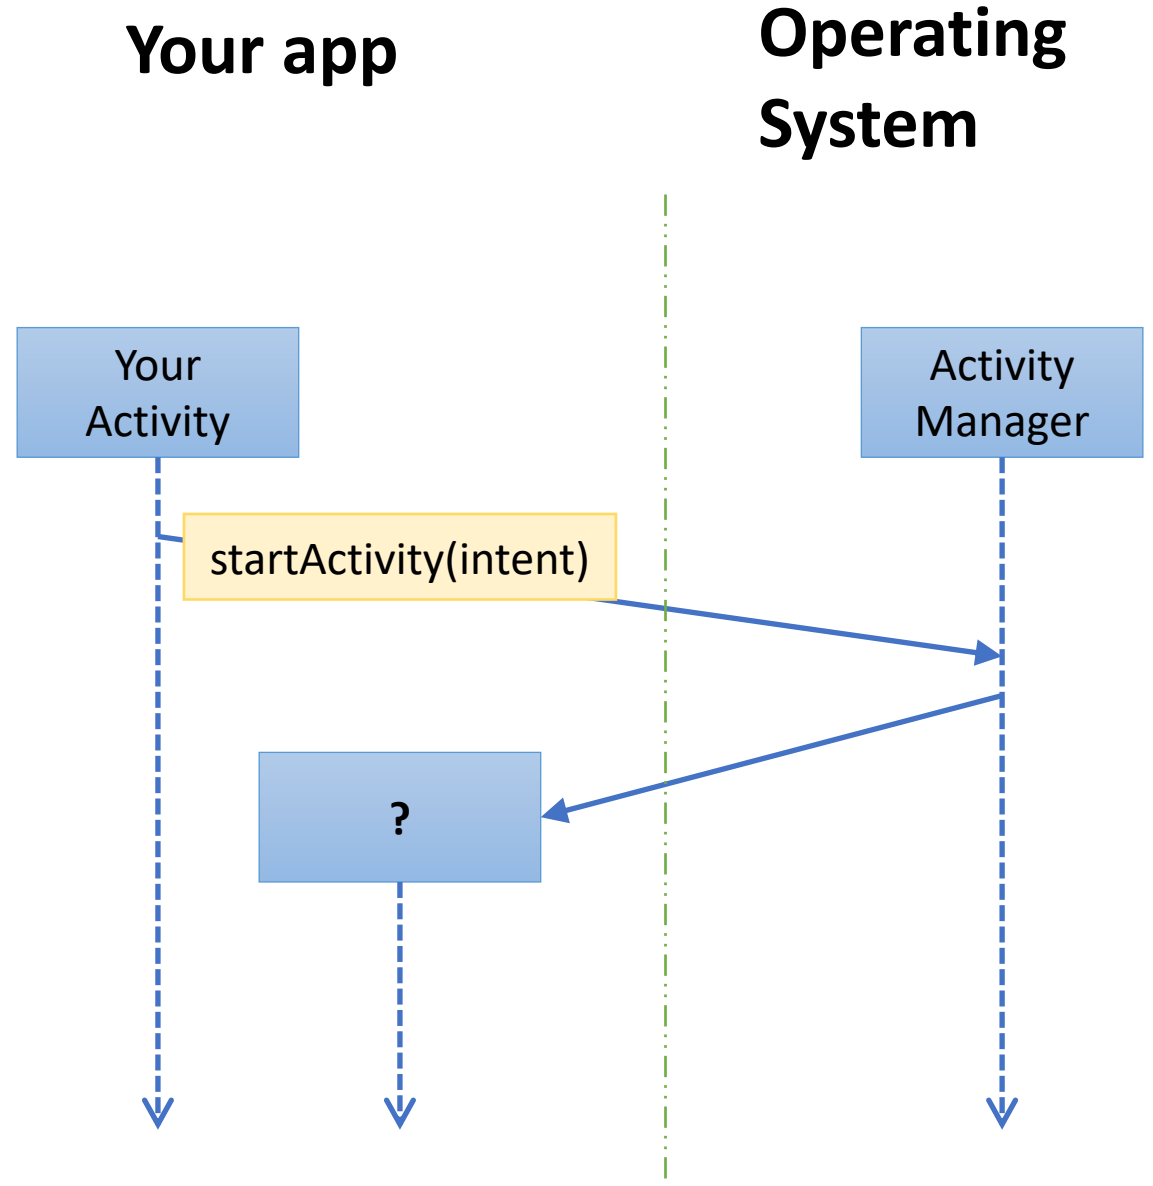 Your app
Operating
System
Your
Activity
Activity
Manager
startActivity(intent)
?